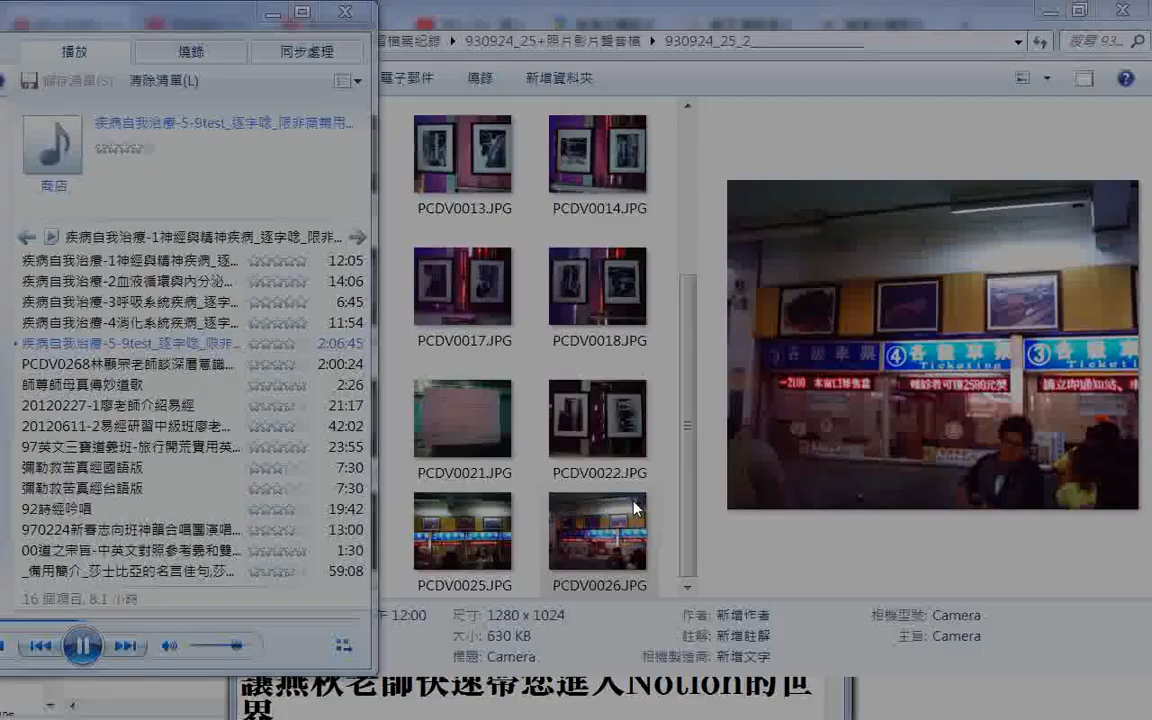 播放
燒錄
同步處理
儲存清單(S)
清除清單(L)
疾病自我治療-5-9test_逐字唸_限非商業用...
商店
疾病自我治療-1神經與精神疾病_逐字唸_限非...
疾病自我治療-1神經與精神疾病_逐... 12:05
疾病自我治療-2血液循環與內分泌... 14:06
疾病自我治療-3呼吸系統疾病_逐字... 6:45
疾病自我治療-4消化系統疾病_逐字... 11:54
疾病自我治療-5-9test_逐字唸_限非... 2:06:45
PCDV0268林顯宗老師談深層意識... 2:00:24
師尊師母真傳妙道歌 2:26
20120227-1廖老師介紹易經 21:17
20120611-2易經研習中級班廖老... 42:02
97英文三寶道義班-旅行開荒實用英... 23:55
彌勒救苦真經國語版 7:30
彌勒救苦真經台語版 7:30
92詩經吟唱 19:42
970224新春志向班神韻合唱團演唱... 13:00
00道之宗旨-中英文對照參考義和雙... 1:30
_備用簡介_莎士比亞的名言佳句,莎... 59:08
16 個項目, 8.1 小時
930924_25+照片影片聲音檔
930924_25_2
搜尋 93...
電子郵件
燒錄
新增資料夾
PCDV0013.JPG
PCDV0014.JPG
PCDV0017.JPG
PCDV0018.JPG
PCDV0021.JPG
PCDV0022.JPG
PCDV0025.JPG
PCDV0026.JPG
④各級車票
Ticketing
③各級車
Ticketi
午 12:00
尺寸: 1280 x 1024
作者: 新增作者
相機型號: Camera
大小: 630 KB
註解: 新增註解
主旨: Camera
標題: Camera
相機製造商: 新增文字
讓燕秋老師快速帶您進入Notion的世
界